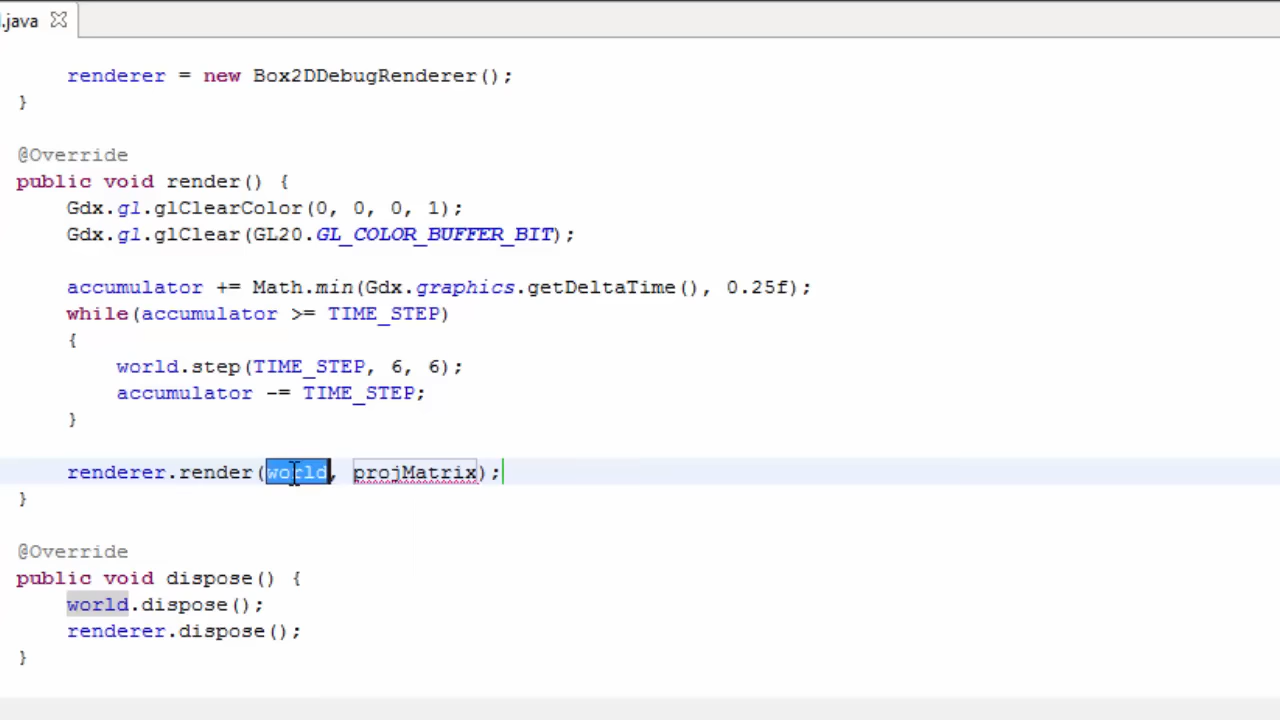 .java
renderer = new Box2DDebugRenderer();
}
@Override
public void render() {
Gdx.gl.glClearColor(0, 0, 0, 1);
Gdx.gl.glClear(GL20.GL_COLOR_BUFFER_BIT);
accumulator += Math.min(Gdx.graphics.getDeltaTime(), 0.25f);
while(accumulator >= TIME_STEP)
{
world.step(TIME_STEP, 6, 6);
accumulator -= TIME_STEP;
}
renderer.render(world, projMatrix);
}
@Override
public void dispose() {
world.dispose();
renderer.dispose();
}